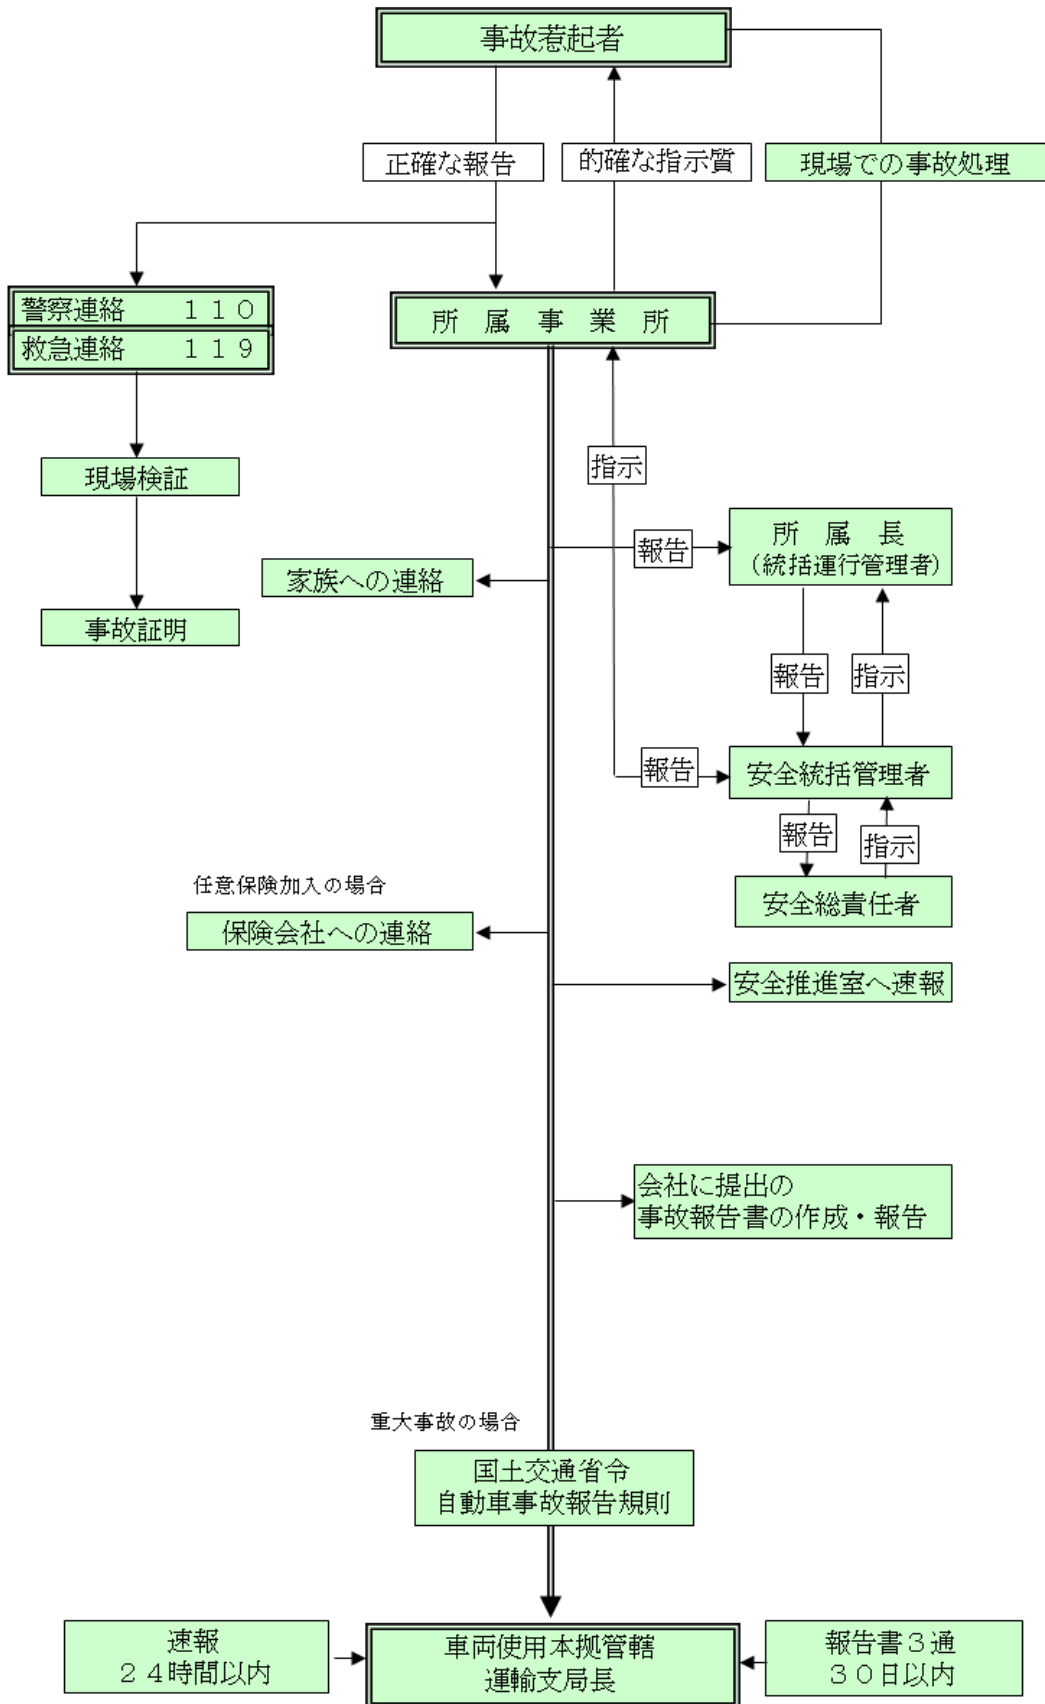 事故惹起者
正確な報告
的確な指示質
現場での事故処理
警察連絡　　１１０
救急連絡　　１１９
所　属　事　業　所
現場検証
事故証明
指示
報告
所　属　長
（統括運行管理者）
家族への連絡
報告
指示
報告
安全統括管理者
報告
指示
安全総責任者
任意保険加入の場合
保険会社への連絡
安全推進室へ速報
会社に提出の
事故報告書の作成・報告
重大事故の場合
国土交通省令
自動車事故報告規則
速報
２４時間以内
車両使用本拠管轄
運輸支局長
報告書３通
３０日以内